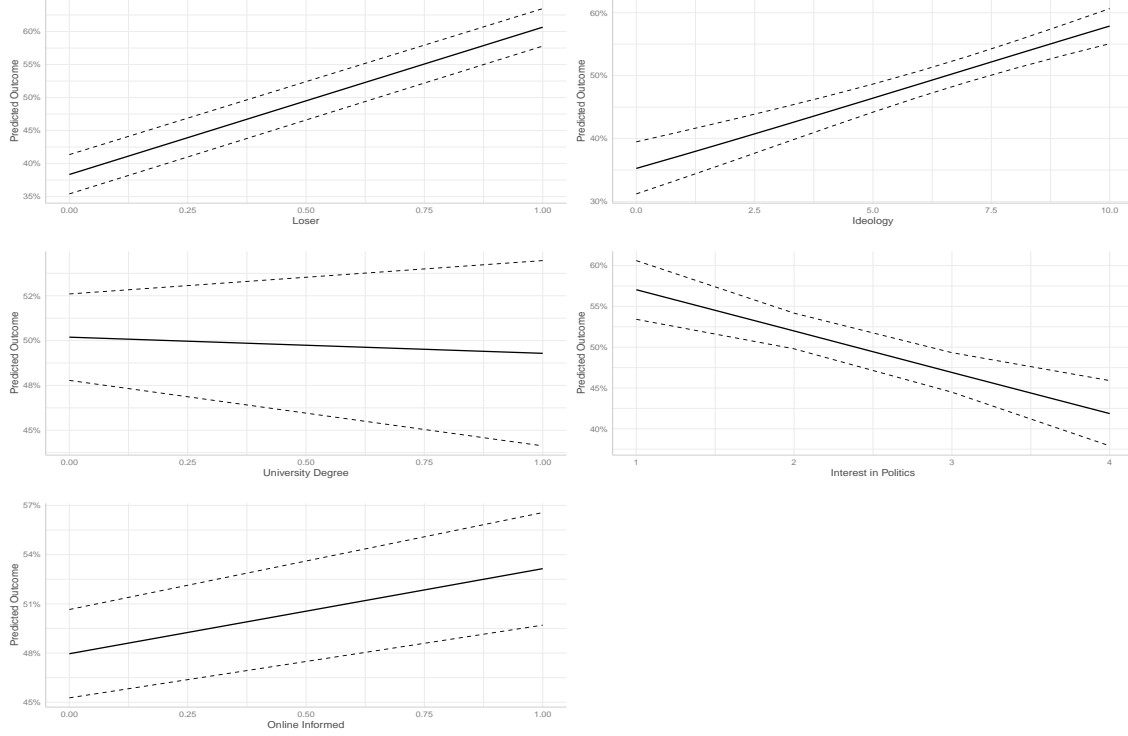 Predicted Outcome
60%
55%
50%
45%
40%
35%
0.00 0.25 0.50 0.75 1.00
Loser
Predicted Outcome
60%
50%
40%
30%
0.0 2.5 5.0 7.5 10.0
Ideology
Predicted Outcome
52%
50%
48%
45%
0.00 0.25 0.50 0.75 1.00
University Degree
Predicted Outcome
60%
55%
50%
45%
40%
1 2 3 4
Interest in Politics
Predicted Outcome
57%
54%
51%
48%
45%
0.00 0.25 0.50 0.75 1.00
Online Informed